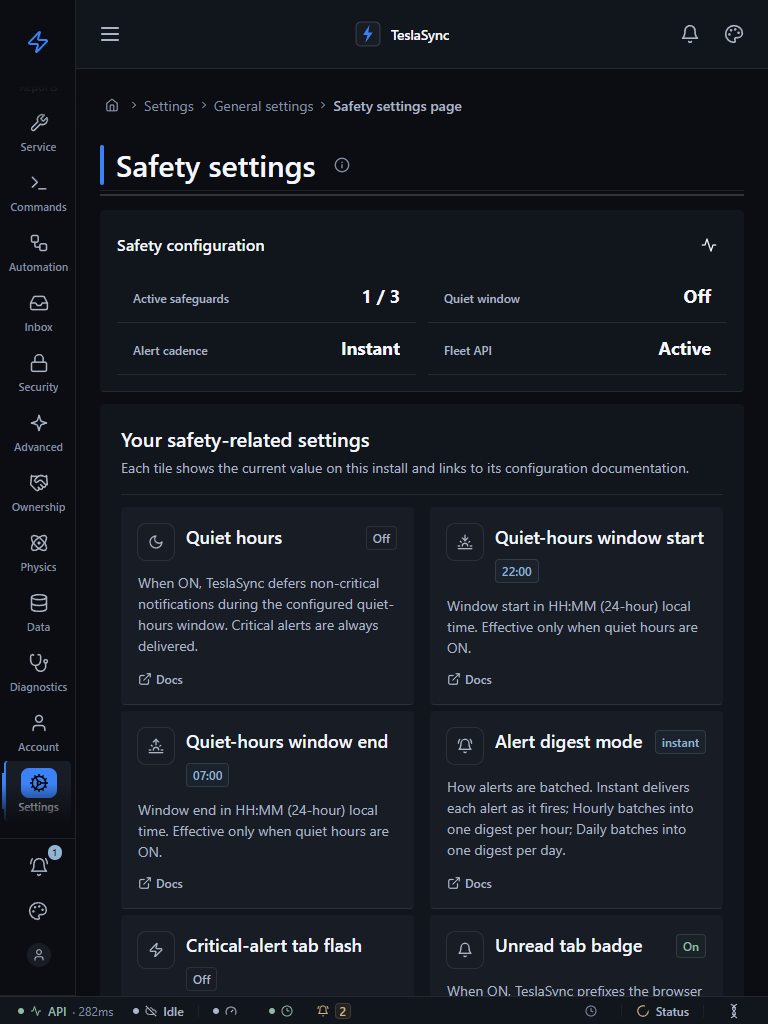 TeslaSync
Service
Commands
Automation
Inbox
Security
Advanced
Ownership
Physics
Data
Diagnostics
Account
Settings
1
Settings > General settings > Safety settings page
Safety settings
Safety configuration
Active safeguards 1 / 3
Quiet window Off
Alert cadence Instant
Fleet API Active
Your safety-related settings
Each tile shows the current value on this install and links to its configuration documentation.
Quiet hours Off
When ON, TeslaSync defers non-critical
notifications during the configured quiet-
hours window. Critical alerts are always
delivered.
Docs
Quiet-hours window start
22:00
Window start in HH:MM (24-hour) local
time. Effective only when quiet hours are
ON.
Docs
Quiet-hours window end
07:00
Window end in HH:MM (24-hour) local
time. Effective only when quiet hours are
ON.
Docs
Alert digest mode instant
How alerts are batched. Instant delivers
each alert as it fires; Hourly batches into
one digest per hour; Daily batches into
one digest per day.
Docs
Critical-alert tab flash
Off
Unread tab badge On
When ON, TeslaSync prefixes the browser
API · 282ms Idle 2 Status